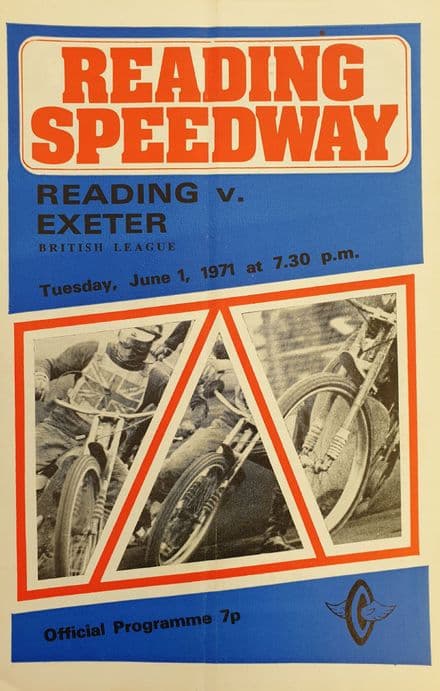 READING
SPEEDWAY
READING v.
EXETER
BRITISH LEAGUE
Tuesday, June 1, 1971 at 7.30 p.m.
Official Programme 7p